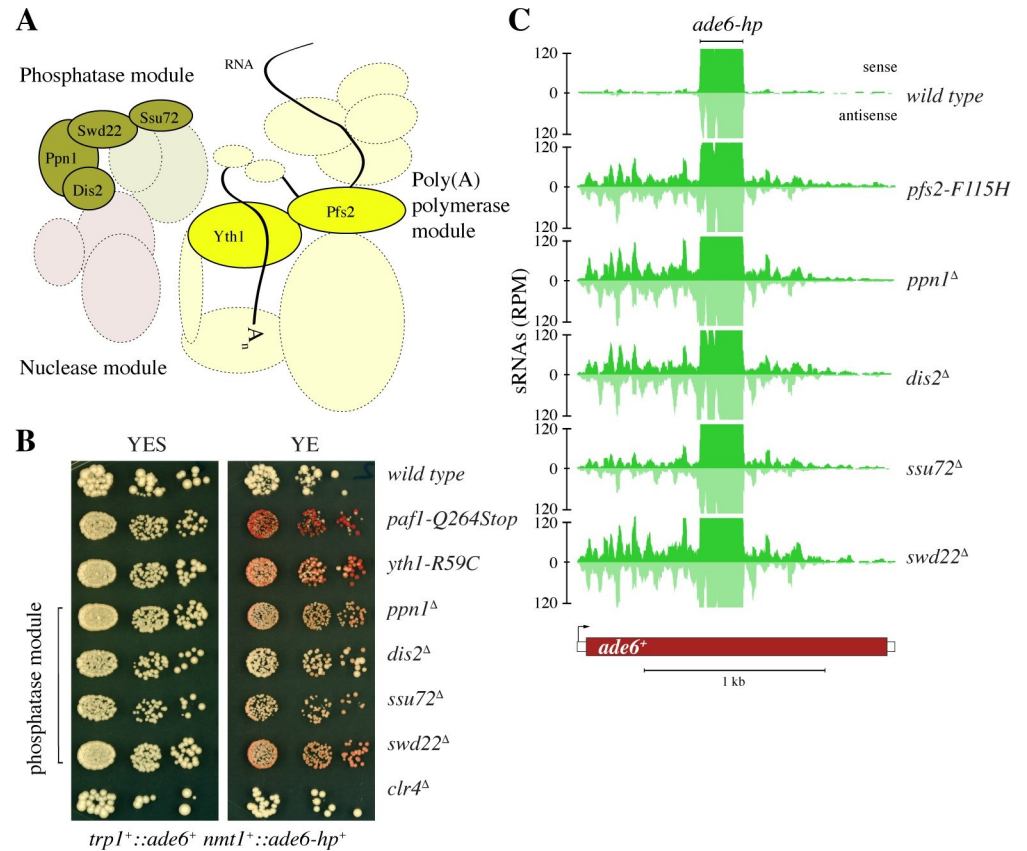 A
Phosphatase module
RNA
Ssu72
Swd22
Ppn1
Dis2
Poly(A)
polymerase
module
Pfs2
Yth1
An
Nuclease module
B
YES
YE
wild type
paf1-Q264Stop
yth1-R59C
ppn1Δ
dis2Δ
ssu72Δ
swd22Δ
clr4Δ
phosphatase module
trp1+::ade6+ nmt1+::ade6-hp+
C
ade6-hp
120
0
120
sense
antisense
wild type
120
0
120
pfs2-F115H
120
0
120
ppn1Δ
120
0
120
dis2Δ
120
0
120
ssu72Δ
120
0
120
swd22Δ
sRNAs (RPM)
ade6+
1 kb